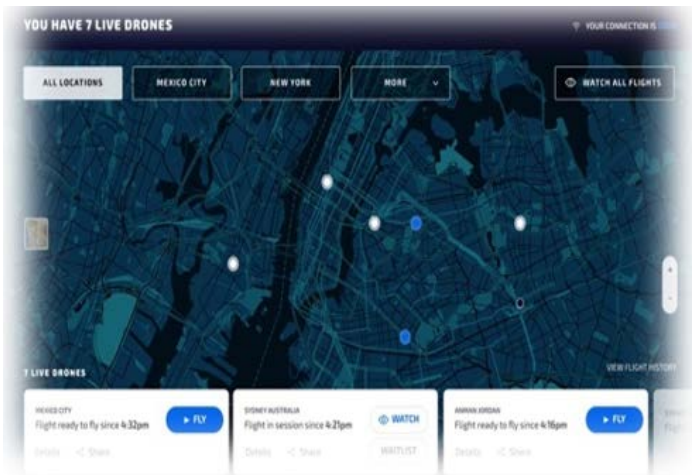 YOU HAVE 7 LIVE DRONES
YOUR CONNECTION IS
ALL LOCATIONS
MEXICO CITY
NEW YORK
MORE
WATCH ALL FLIGHTS
+
-
7 LIVE DRONES
VIEW FLIGHT HISTORY
MEXICO CITY
Flight ready to fly since 4:32pm
FLY
Details
Share
SYDNEY AUSTRALIA
Flight in session since 4:21pm
WATCH
Details
Share
WAITLIST
AMMAN JORDAN
Flight ready to fly since 4:16pm
FLY
Details
Share